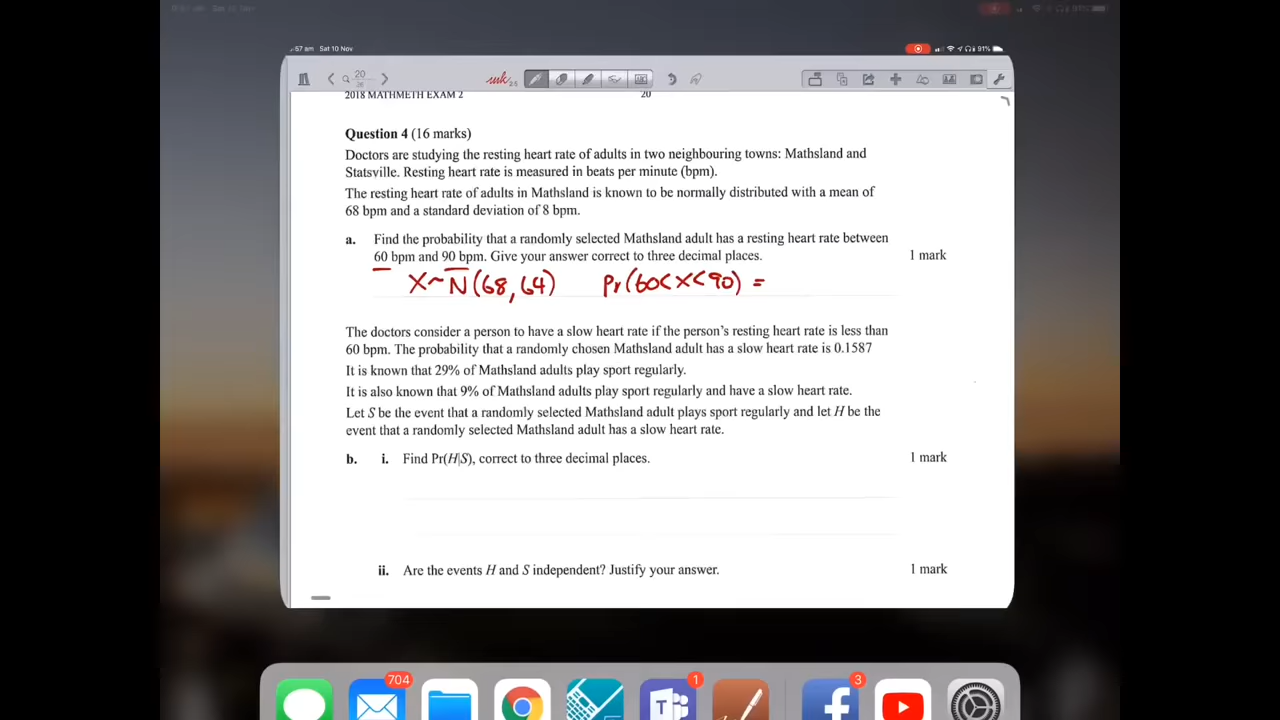 57 am Sat 10 Nov
91%
20
2018 MATHMETH EXAM 2
20
Question 4 (16 marks)
Doctors are studying the resting heart rate of adults in two neighbouring towns: Mathsland and
Statsville. Resting heart rate is measured in beats per minute (bpm).
The resting heart rate of adults in Mathsland is known to be normally distributed with a mean of
68 bpm and a standard deviation of 8 bpm.
a. Find the probability that a randomly selected Mathsland adult has a resting heart rate between
60 bpm and 90 bpm. Give your answer correct to three decimal places. 1 mark
X~N(68,64) Pr(60<X<90) =
The doctors consider a person to have a slow heart rate if the person's resting heart rate is less than
60 bpm. The probability that a randomly chosen Mathsland adult has a slow heart rate is 0.1587
It is known that 29% of Mathsland adults play sport regularly.
It is also known that 9% of Mathsland adults play sport regularly and have a slow heart rate.
Let S be the event that a randomly selected Mathsland adult plays sport regularly and let H be the
event that a randomly selected Mathsland adult has a slow heart rate.
b. i. Find Pr(H|S), correct to three decimal places. 1 mark
ii. Are the events H and S independent? Justify your answer. 1 mark
704
1
3